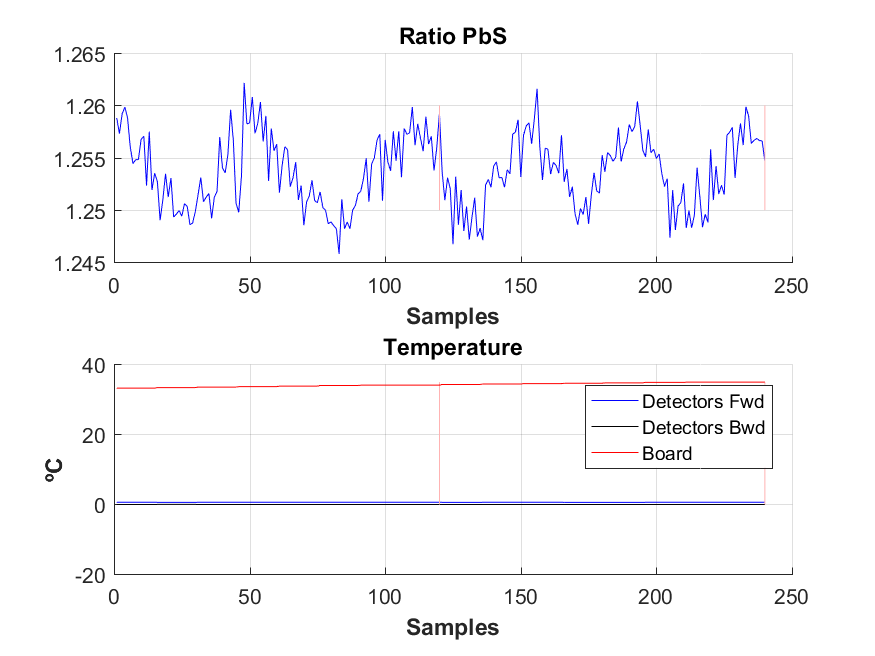 Ratio PbS
1.265
1.26
1.255
1.25
1.245
0 50 100 150 200 250
Samples
Temperature
40
20
0
-20
ºC
Detectors Fwd
Detectors Bwd
Board
0 50 100 150 200 250
Samples